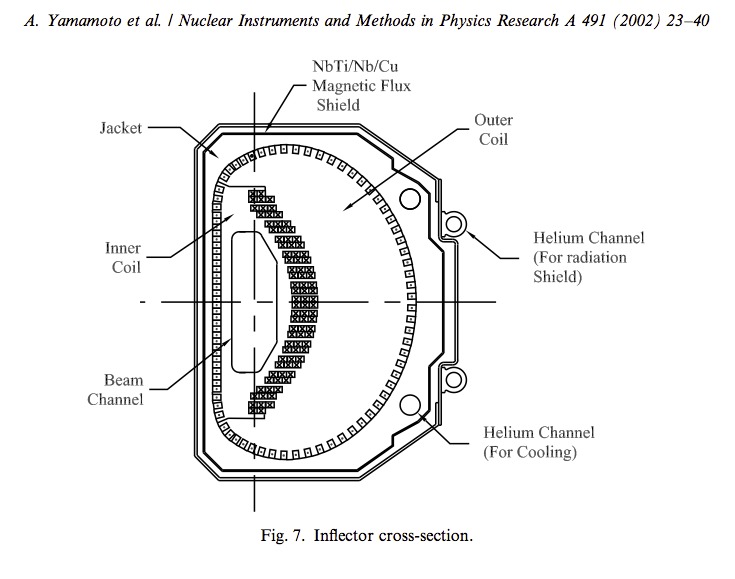 A. Yamamoto et al. / Nuclear Instruments and Methods in Physics Research A 491 (2002) 23–40
NbTi/Nb/Cu
Magnetic Flux
Shield
Jacket
Outer
Coil
Inner
Coil
Helium Channel
(For radiation
Shield)
Beam
Channel
Helium Channel
(For Cooling)
Fig. 7. Inflector cross-section.